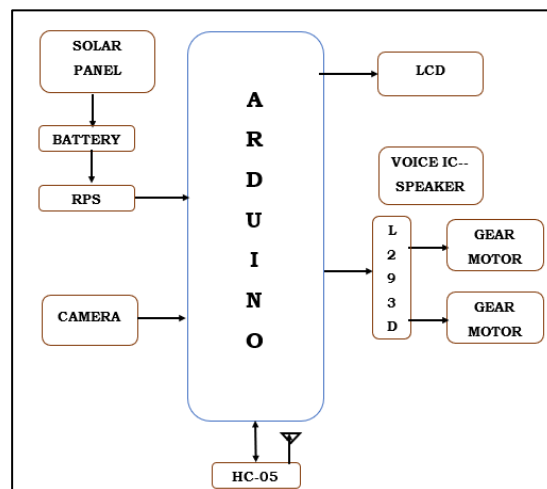 SOLAR
PANEL
BATTERY
RPS
CAMERA
A
R
D
U
I
N
O
LCD
VOICE IC--
SPEAKER
L
2
9
3
D
GEAR
MOTOR
GEAR
MOTOR
HC-05